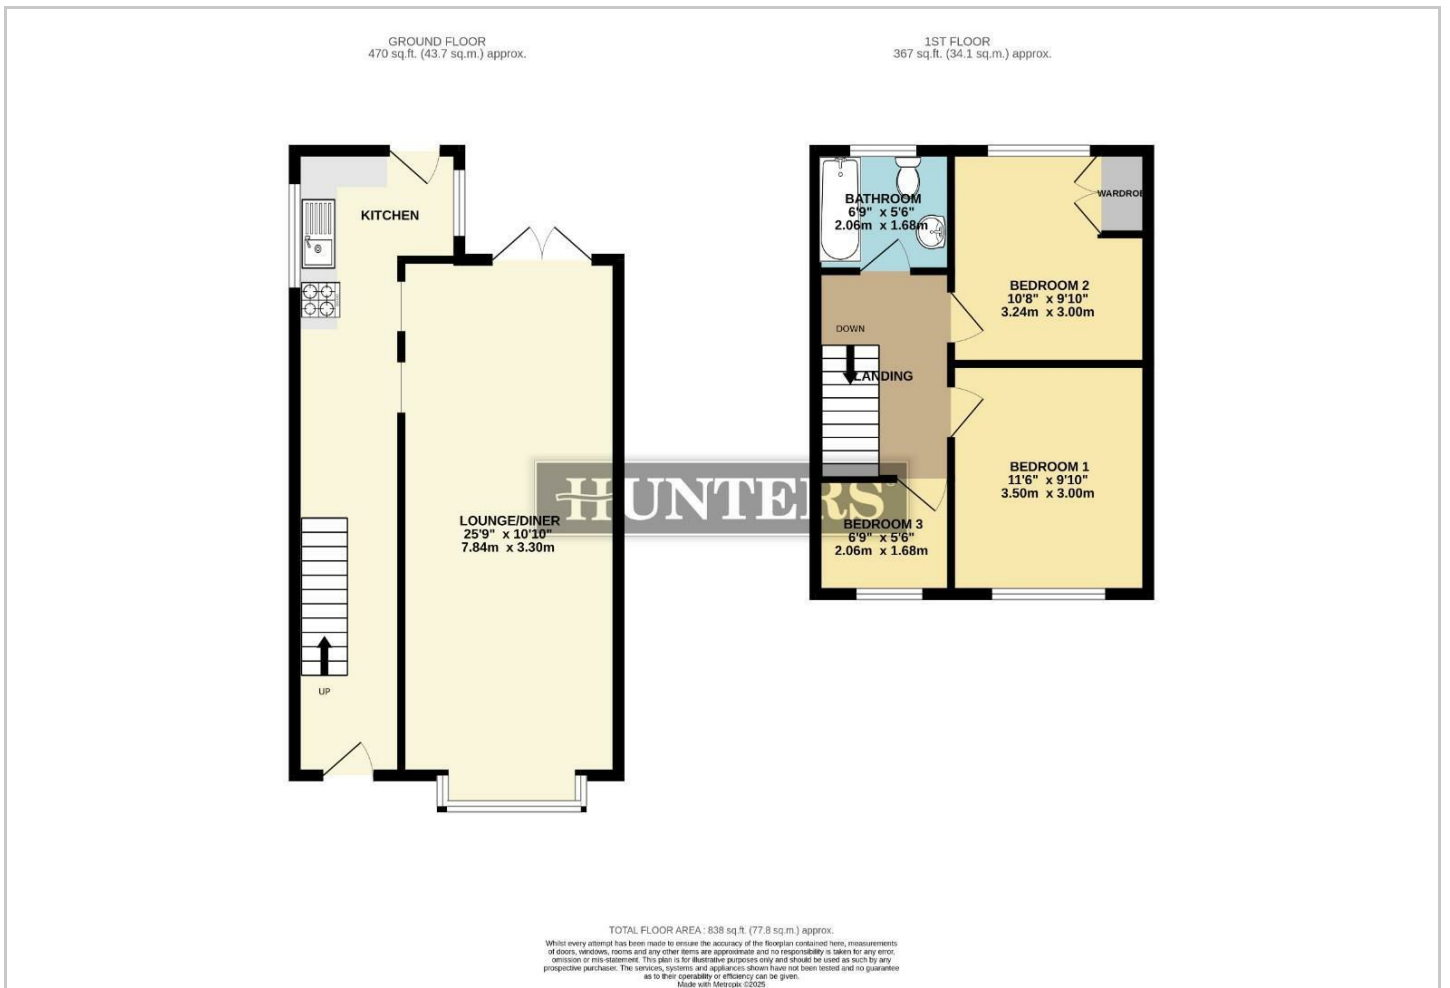 GROUND FLOOR
470 sq.ft. (43.7 sq.m.) approx.
1ST FLOOR
367 sq.ft. (34.1 sq.m.) approx.
KITCHEN
UP
LOUNGE/DINER
25'9" x 10'10"
7.84m x 3.30m
BATHROOM
6'9" x 5'6"
2.06m x 1.68m
WARDROBE
BEDROOM 2
10'8" x 9'10"
3.24m x 3.00m
DOWN
LANDING
BEDROOM 1
11'6" x 9'10"
3.50m x 3.00m
HUNTERS
BEDROOM 3
6'9" x 5'6"
2.06m x 1.68m
TOTAL FLOOR AREA : 838 sq.ft. (77.8 sq.m.) approx.
Whilst every attempt has been made to ensure the accuracy of the floorplan contained here, measurements
of doors, windows, rooms and any other items are approximate and no responsibility is taken for any error,
omission or mis-statement. This plan is for illustrative purposes only and should be used as such by any
prospective purchaser. The services, systems and appliances shown have not been tested and no guarantee
as to their operability or efficiency can be given.
Made with Metropix ©2025